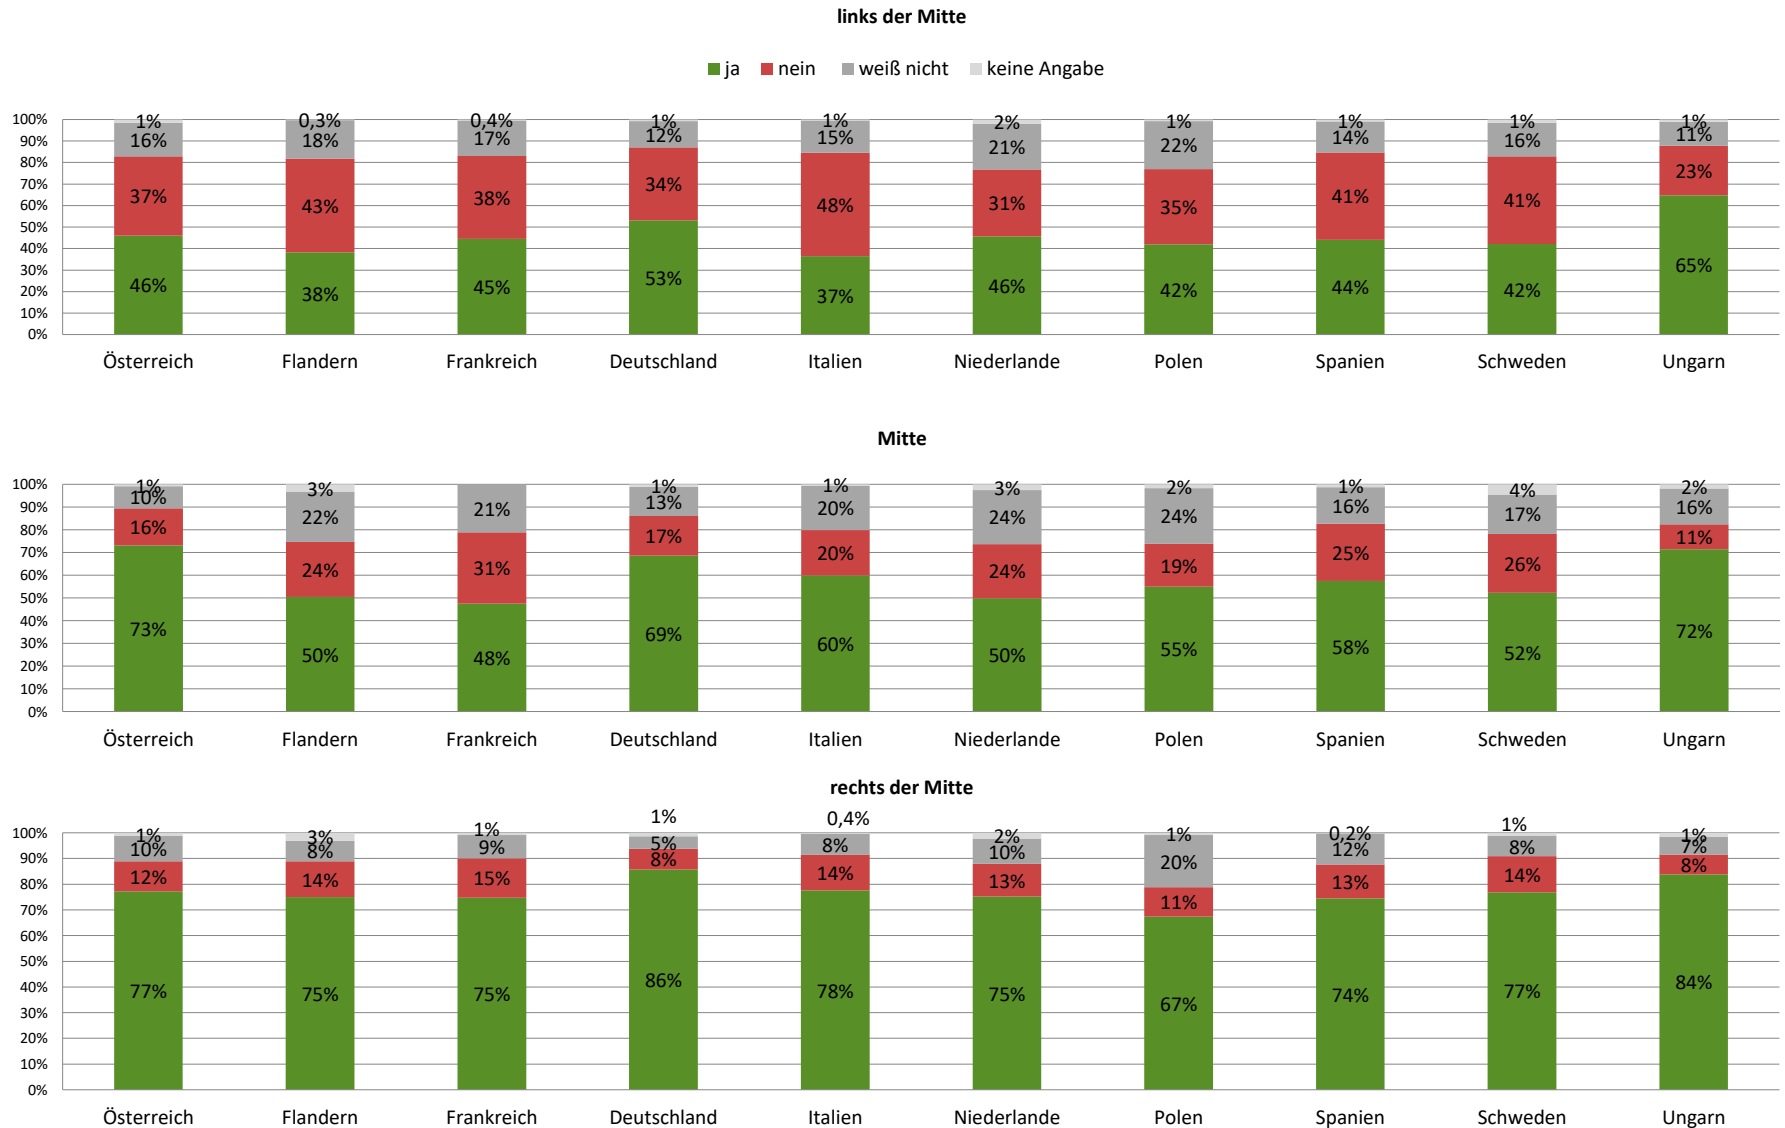 links der Mitte
ja nein weiß nicht keine Angabe
100% 1% 0,3% 0,4% 1% 1% 2% 1% 1% 1% 1%
90% 16% 18% 17% 12% 15% 21% 22% 14% 16% 11%
80%
70% 37% 43% 38% 34% 48% 31% 35% 41% 41% 23%
60%
50%
40%
30% 46% 38% 45% 53% 37% 46% 42% 44% 42% 65%
20%
10%
0%
Österreich Flandern Frankreich Deutschland Italien Niederlande Polen Spanien Schweden Ungarn
Mitte
100% 1% 3% 1% 1% 3% 2% 1% 4% 2%
90% 10% 22% 21% 13% 20% 24% 24% 16% 17% 16%
80%
70% 16% 24% 31% 17% 20% 24% 19% 25% 26% 11%
60%
50%
40%
30% 73% 50% 48% 69% 60% 50% 55% 58% 52% 72%
20%
10%
0%
Österreich Flandern Frankreich Deutschland Italien Niederlande Polen Spanien Schweden Ungarn
rechts der Mitte
100% 1% 3% 1% 1% 0,4% 2% 1% 0,2% 1% 1%
90% 10% 8% 9% 5% 8% 10% 20% 12% 8% 7%
80% 12% 14% 15% 8% 14% 13% 11% 13% 14% 8%
70%
60%
50%
40% 77% 75% 75% 86% 78% 75% 67% 74% 77% 84%
30%
20%
10%
0%
Österreich Flandern Frankreich Deutschland Italien Niederlande Polen Spanien Schweden Ungarn